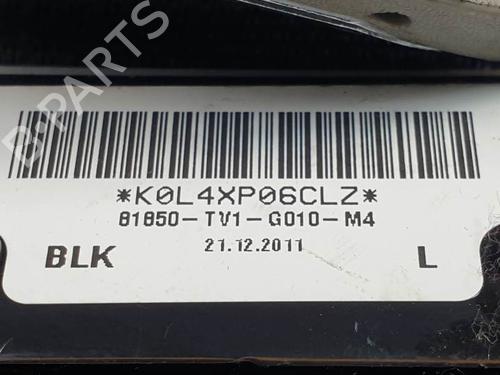 B-PARTS
*K0L4XP06CLZ*
81850-TV1-G010-M4
21.12.2011
BLK L